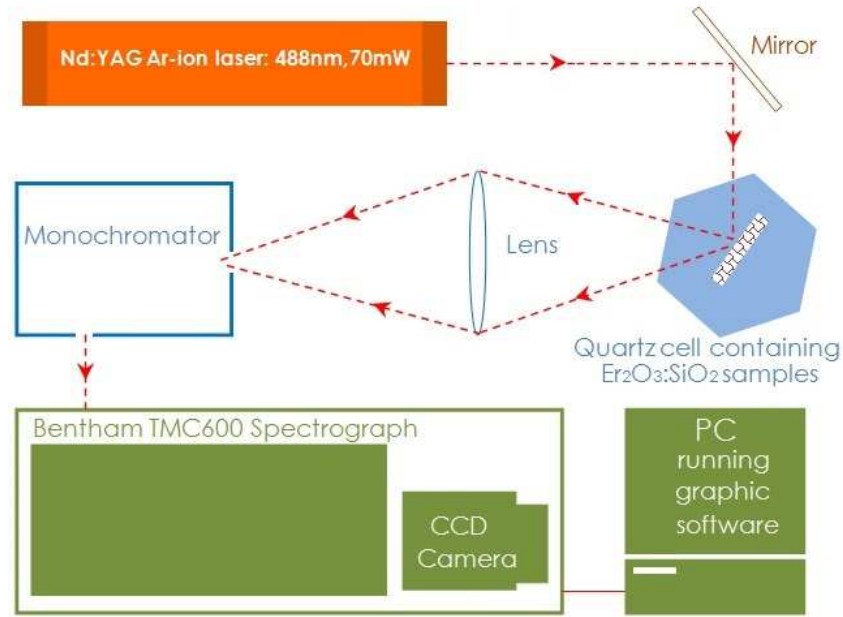 Nd:YAG Ar-ion laser: 488nm,70mW
Mirror
Monochromator
Lens
Quartz cell containing
Er₂O₃:SiO₂ samples
Bentham TMC600 Spectrograph
CCD
Camera
PC
running
graphic
software